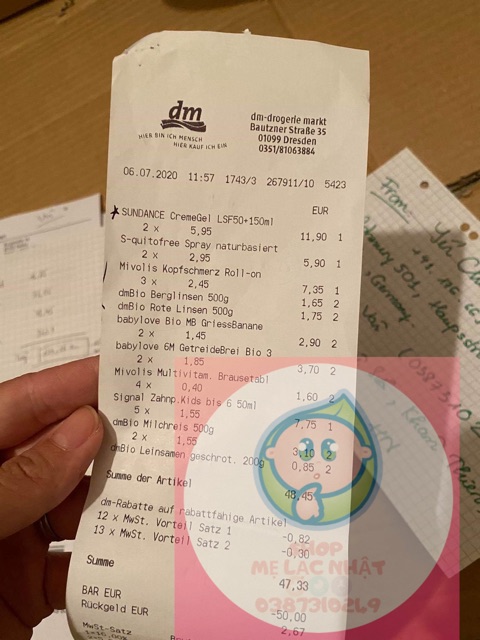 dm
HIER BIN ICH MENSCH
HIER KAUF ICH EIN
dm-drogerie markt
Bautzner Straße 35
01099 Dresden
0351/81063884
06.07.2020 11:57 1743/3 267911/10 5423
EUR
SUNDANCE CremeGel LSF50+150ml
2 x 5,95 11,90 1
S-quitofree Spray naturbasiert
2 x 2,95 5,90 1
Mivolis Kopfschmerz Roll-on
3 x 2,45 7,35 1
dmBio Berglinsen 500g 1,65 2
dmBio Rote Linsen 500g 1,75 2
babylove Bio MB GriessBanane
2 x 1,45 2,90 2
babylove 6M GetreideBrei Bio 3
2 x 1,85 3,70 2
Mivolis Multivitam. Brausetabl
4 x 0,40 1,60 2
Signal Zahnp.Kids bis 6 50ml
5 x 1,55 7,75 1
dmBio Milchreis 500g
2 x 1,55 3,10 2
dmBio Leinsamen geschrot. 200g 0,85 2
Summe der Artikel 48,45
dm-Rabatte auf rabattfähige Artikel
12 x MwSt. Vorteil Satz 1 -0,82
13 x MwSt. Vorteil Satz 2 -0,30
Summe 47,33
BAR EUR -50,00
Rückgeld EUR 2,67
MwSt-Satz
SHOP
MẸ LẠC NHẬT
0387310269
From: